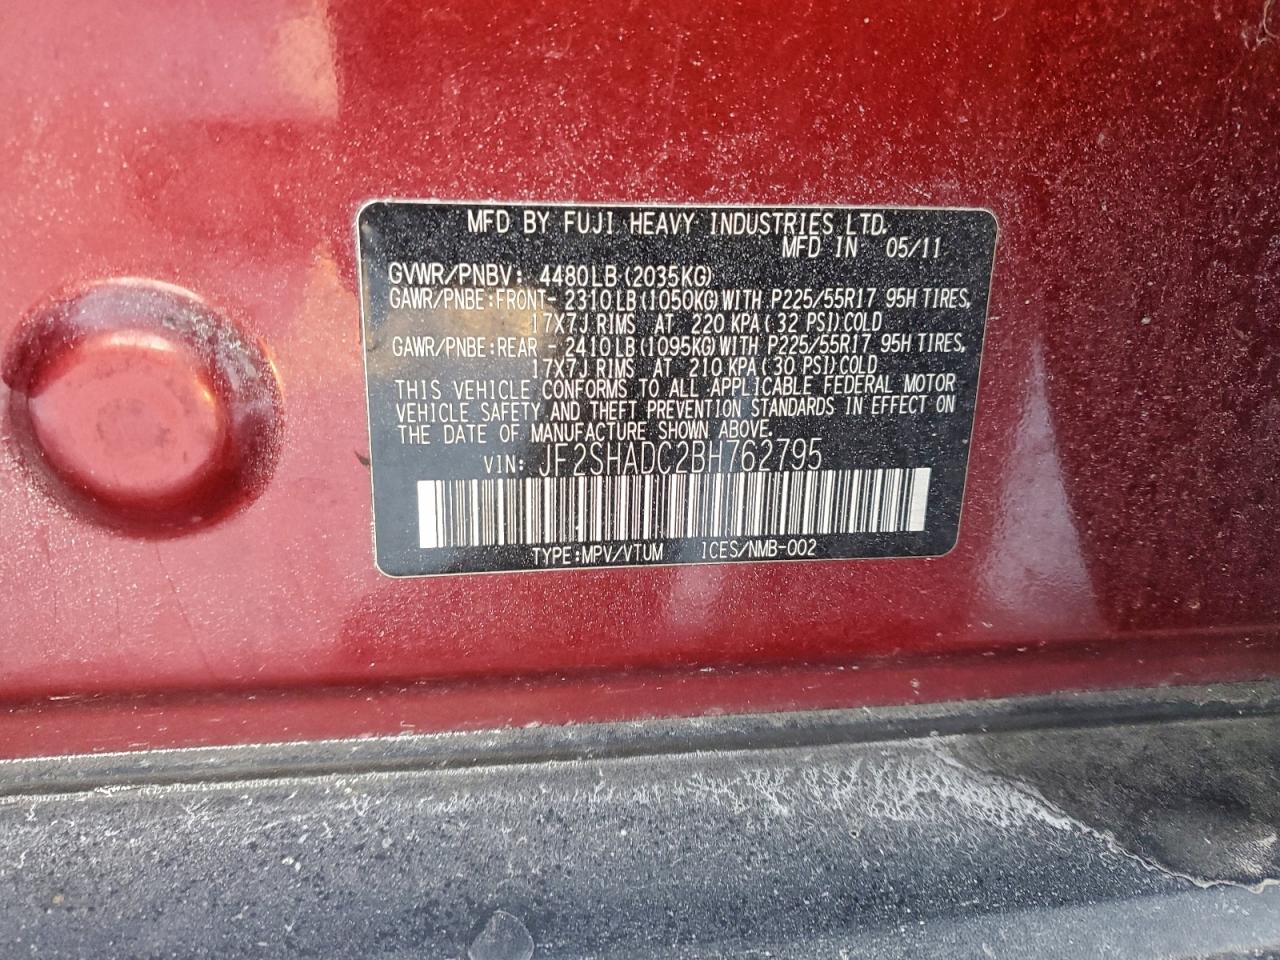 MFD BY FUJI HEAVY INDUSTRIES LTD.
MFD IN 05/11
GVWR/PNBV: 4480LB(2035KG)
GAWR/PNBE:FRONT- 2310LB(1050KG)WITH P225/55R17 95H TIRES,
17X7J RIMS AT 220 KPA(32 PSI)COLD
GAWR/PNBE:REAR - 2410LB(1095KG)WITH P225/55R17 95H TIRES,
17X7J RIMS AT 210 KPA(30 PSI)COLD
THIS VEHICLE CONFORMS TO ALL APPLICABLE FEDERAL MOTOR
VEHICLE SAFETY AND THEFT PREVENTION STANDARDS IN EFFECT ON
THE DATE OF MANUFACTURE SHOWN ABOVE.
VIN: JF2SHADC2BH762795
TYPE:MPV/VTUM ICES/NMB-002